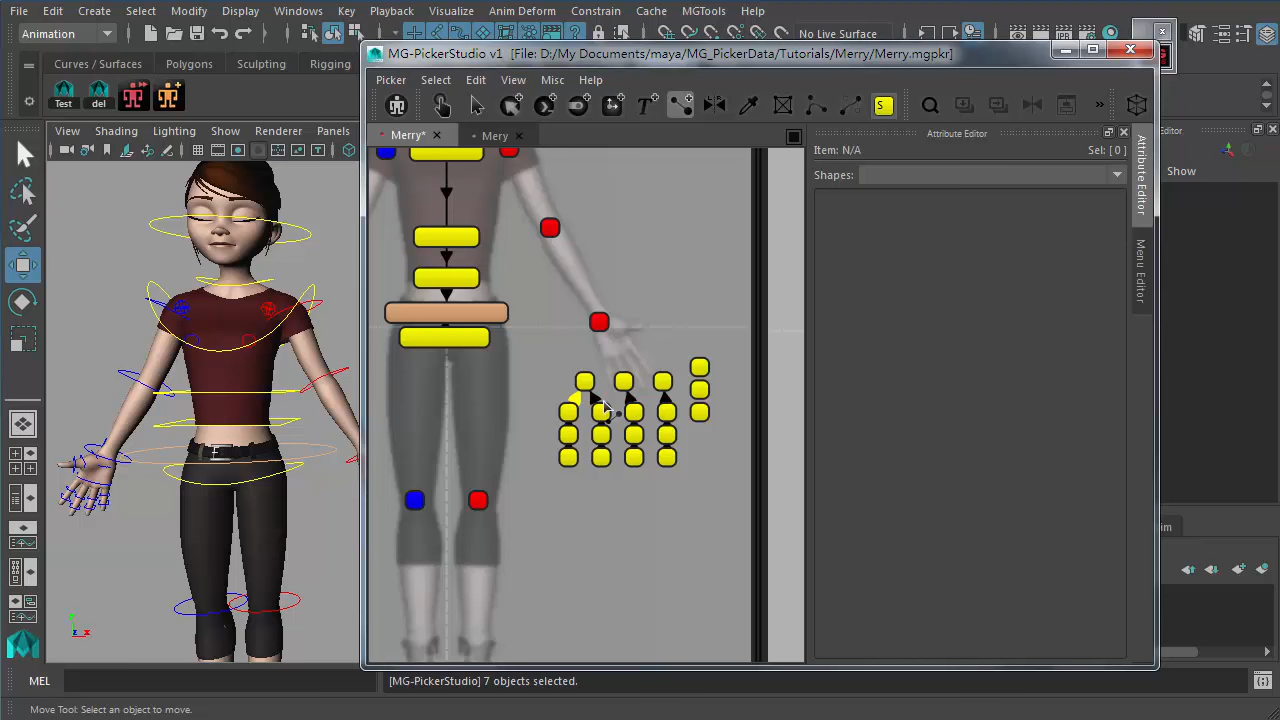 File Edit Create Select Modify Display Windows Key Playback Visualize Anim Deform Constrain Cache MGTools Help
Animation
No Live Surface
MG-PickerStudio v1 [File: D:/My Documents/maya/MG_PickerData/Tutorials/Merry/Merry.mgpkr]
Curves / Surfaces Polygons Sculpting Rigging
Picker Select Edit View Misc Help
Test del
T S
View Shading Lighting Show Renderer Panels
Merry* Merry
Attribute Editor
Editor
Item: N/A Sel: [ 0 ]
Shapes:
Show
Attribute Editor
Menu Editor
im
MEL
[MG-PickerStudio] 7 objects selected.
Move Tool: Select an object to move.